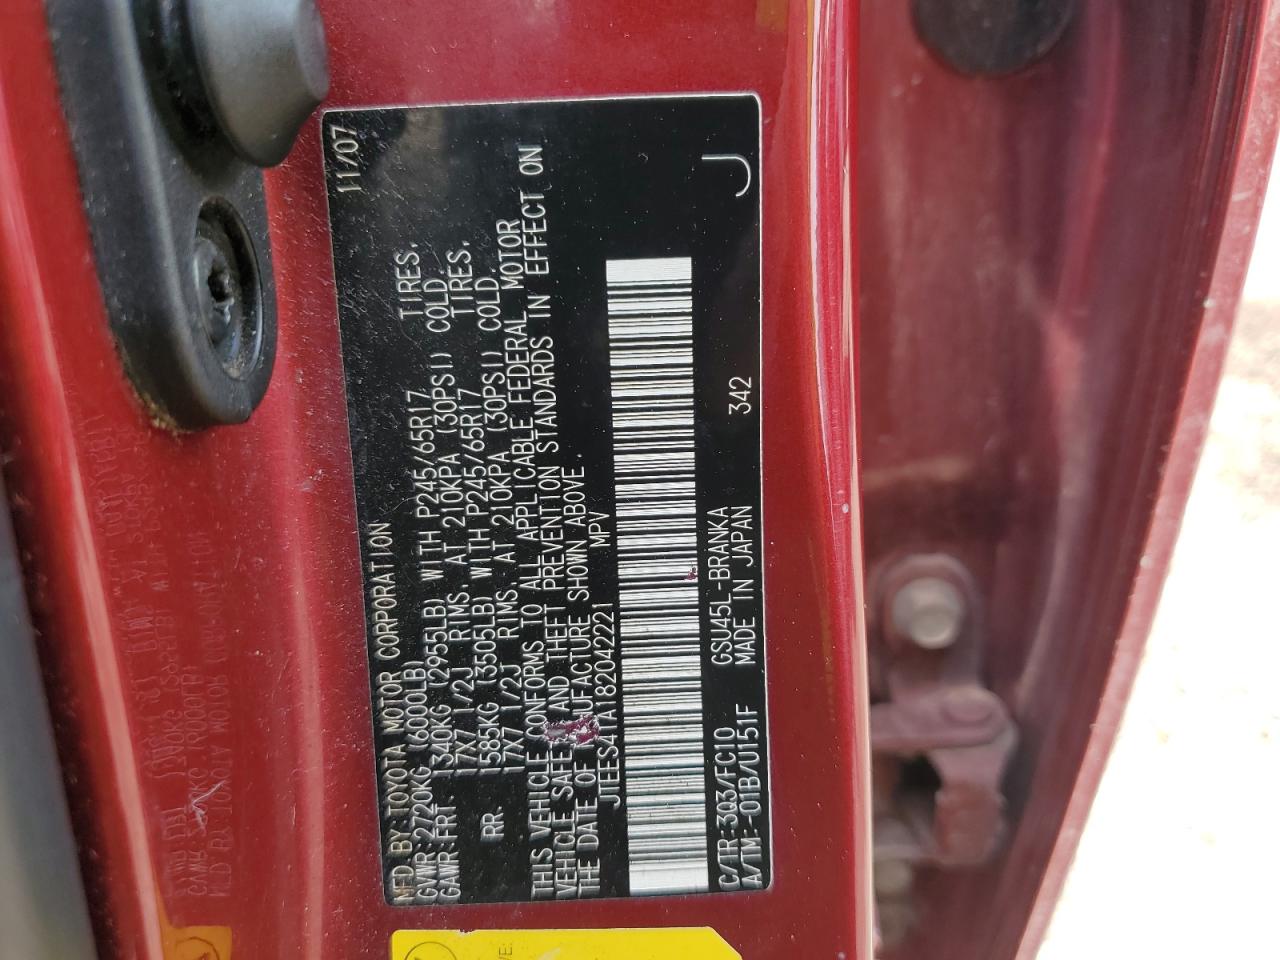 MFD.BY:TOYOTA MOTOR CORPORATION 11/07
GVWR:2720KG (6000LB)
GAWR:FRT. 1340KG (2955LB) WITH P245/65R17 TIRES.
17X7 1/2J RIMS, AT 210KPA (30PSI) COLD.
RR. 1585KG (3505LB) WITH P245/65R17 TIRES.
17X7 1/2J RIMS, AT 210KPA (30PSI) COLD.
THIS VEHICLE CONFORMS TO ALL APPLICABLE FEDERAL MOTOR
VEHICLE SAFE AND THEFT PREVENTION STANDARDS IN EFFECT ON
THE DATE OF MANUFACTURE SHOWN ABOVE.
JTEES41A182042221 MPV
C/TR:3Q3/FC10 GSU45L-BRANKA
A/TM:-01B/U151F MADE IN JAPAN 342 J